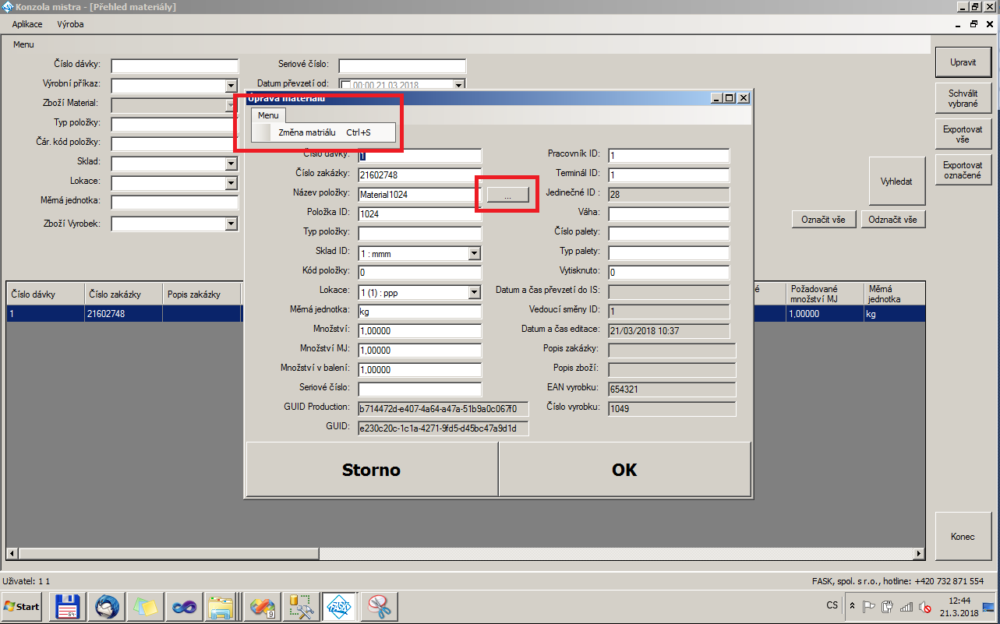 Konzola mistra - [Přehled materiály]
Aplikace Výroba
Menu
Číslo dávky:
Výrobní příkaz:
Zboží Material:
Typ položky:
Čár. kód položky:
Sklad:
Lokace:
Měrná jednotka:
Zboží Vyrobek:
Seriové číslo:
Datum převzetí od: 00:00 21.03.2018
Upravit
Schválit
vybrané
Exportovat
vše
Exportovat
označené
Vyhledat
Označit vše Odznačit vše
Úprava materiálu
Menu
Změna matriálu Ctrl+S
Číslo dávky: 1
Číslo zakázky: 21602748
Název položky: Material1024 ...
Položka ID: 1024
Typ položky:
Sklad ID: 1 : mmm
Kód položky: 0
Lokace: 1 (1) : ppp
Měrná jednotka: kg
Množství: 1,00000
Množství MJ: 1,00000
Množství v balení: 1,00000
Seriové číslo:
GUID Production: b714472d-e407-4a64-a47a-51b9a0c067f0
GUID: e230c20c-1c1a-4271-9fd5-d45bc47a9d1d
Pracovník ID: 1
Terminál ID: 1
Jedinečné ID : 28
Váha:
Číslo palety:
Typ palety:
Vytisknuto: 0
Datum a čas převzetí do IS:
Vedoucí směny ID: 1
Datum a čas editace: 21/03/2018 10:37
Popis zakázky:
Popis zboží:
EAN vyrobku: 654321
Číslo vyrobku: 1049
Storno OK
Číslo dávky Číslo zakázky Popis zakázky
é Požadované
množství MJ Měrná
jednotka
1 21602748 1,00000 kg
Konec
Uživatel: 1 1
FASK, spol. s r.o., hotline: +420 732 871 554
Start
64
9
FASK
CS
12:44
21.3.2018